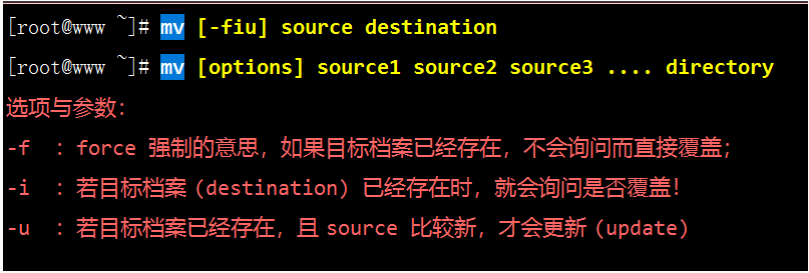 [root@www ~]# mv [-fiu] source destination
[root@www ~]# mv [options] source1 source2 source3 .... directory
选项与参数:
-f : force 强制的意思，如果目标档案已经存在，不会询问而直接覆盖;
-i : 若目标档案 (destination) 已经存在时，就会询问是否覆盖!
-u : 若目标档案已经存在，且 source 比较新，才会更新 (update)